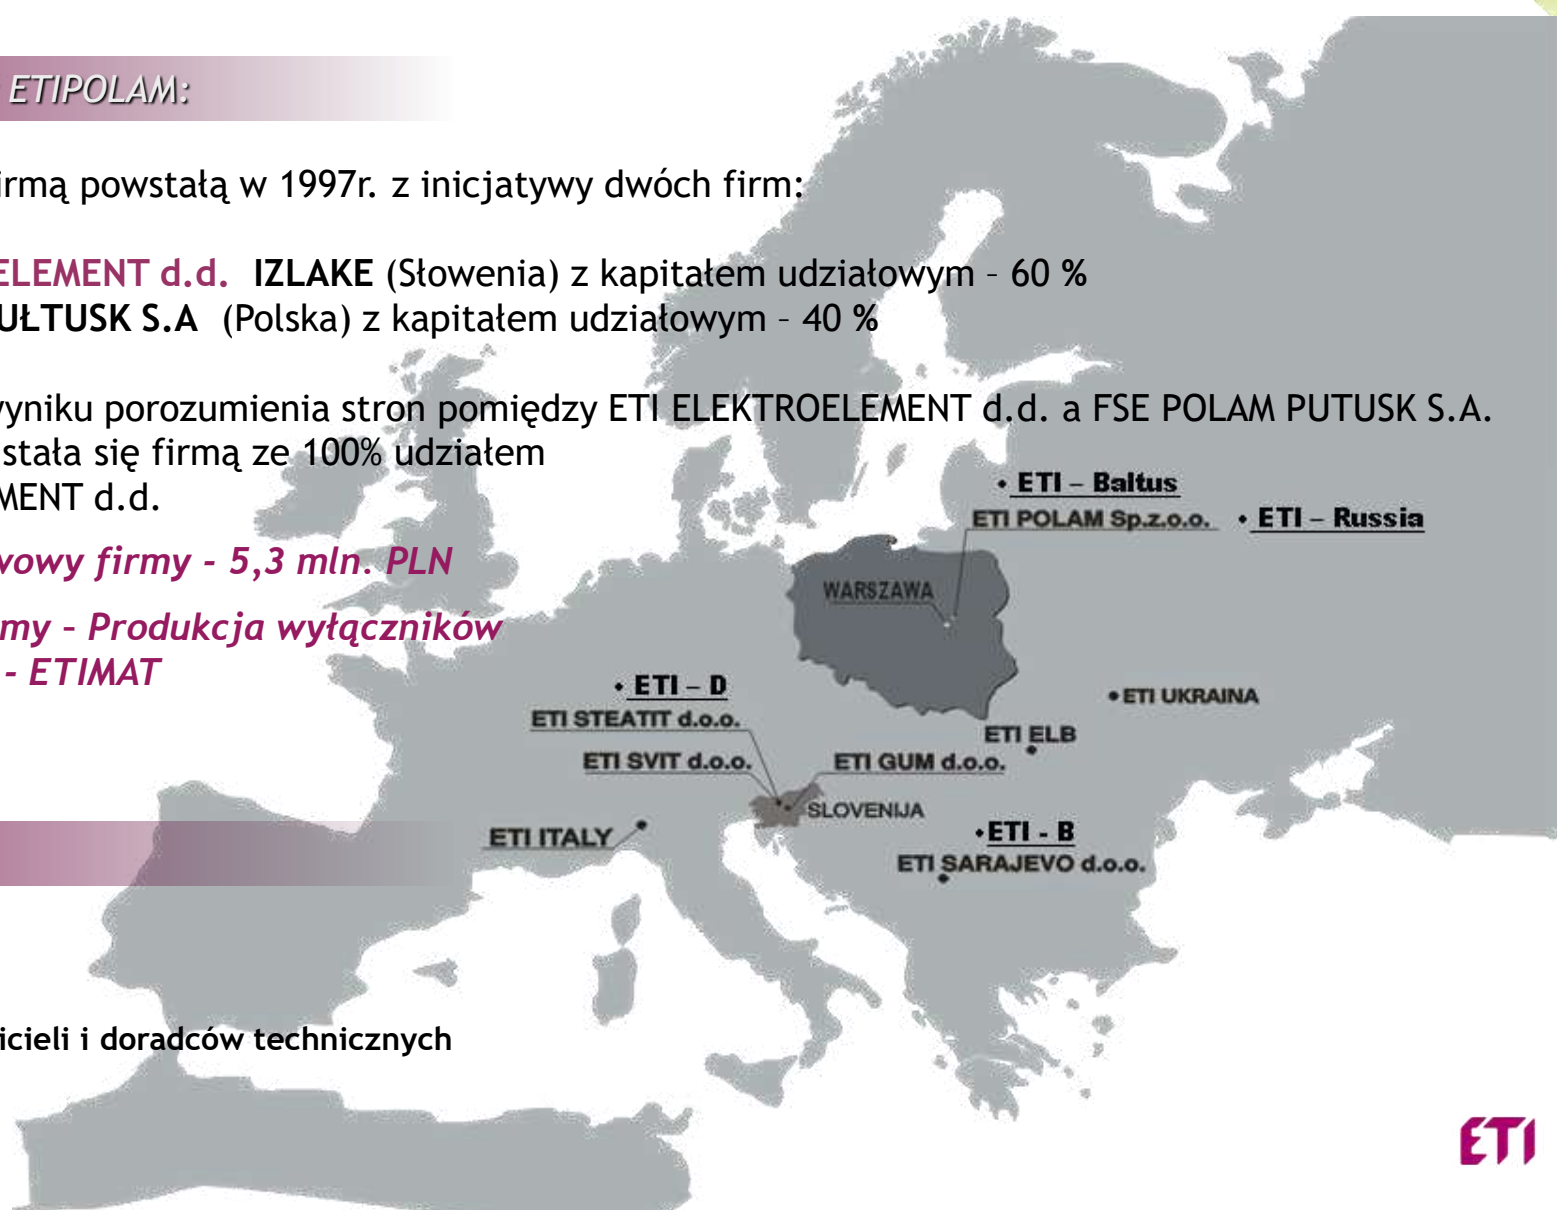 ETIPOLAM:
irmą powstałą w 1997r. z inicjatywy dwóch firm:
ELEMENT d.d. IZLAKE (Słowenia) z kapitałem udziałowym – 60 %
UŁTUSK S.A (Polska) z kapitałem udziałowym – 40 %
wyniku porozumienia stron pomiędzy ETI ELEKTROELEMENT d.d. a FSE POLAM PUTUSK S.A.
stała się firmą ze 100% udziałem
MENT d.d.
• ETI – Baltus
ETI POLAM Sp.z.o.o.
• ETI – Russia
wowy firmy - 5,3 mln. PLN
WARSZAWA
my – Produkcja wyłączników
- ETIMAT
• ETI – D
ETI STEATIT d.o.o.
• ETI UKRAINA
ETI ELB
ETI SVIT d.o.o.
ETI GUM d.o.o.
SLOVENIJA
ETI ITALY
•ETI - B
ETI SARAJEVO d.o.o.
icieli i doradców technicznych
ETI